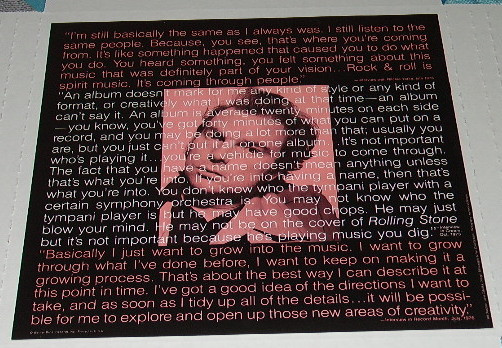 "I'm still basically the same as I always was. I still listen to the
same people. Because, you see, that's where you're coming
from. It's like something happened that caused you to do what
you do. You heard something, you felt something about this
music that was definitely part of your vision...Rock & roll is
spirit music. It's coming through people."
"An album doesn't mark for me any kind of style or any kind of
format, or creatively what I was doing at that time—an album
can't say it. An album is average twenty minutes on each side
—you know, you've got forty minutes of you can put on a
record, and you may be doing a lot more than that; usually you
are, but you just can't put it on one album. It's not important
who's playing it...you're a vehicle for to come through.
The fact that you have a name doesn't mean anything unless
that's what you're into. If you're into having a name, then that's
what you're into. You don't know who the tympani player with a
certain symphony orchestra is. You may not know who the
tympani player is but he may have good chops. He may just
blow your mind. He may not be on the cover of Rolling Stone
but it's not important because he's playing music you dig."
"Basically I just want to grow into the music. I want to grow
through what I've done before, I want to keep on making it a
growing process. That's about the best way I can describe it at
this point in time. I've got a good idea of the directions I want to
take, and as soon as I tidy up all of the details...it will be possi-
ble for me to explore and open up those new areas of creativity."